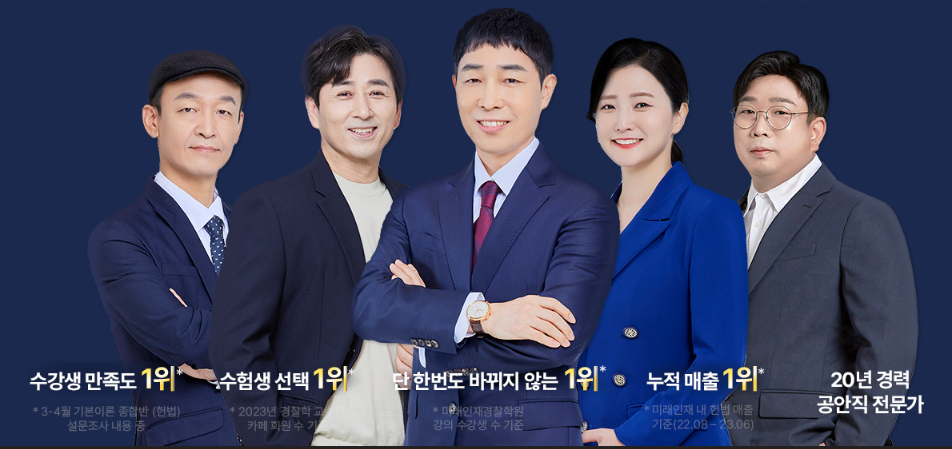 수강생 만족도 1위*
* 3-4월 기본이론 종합반 (헌법)
설문조사 내용 중
수험생 선택 1위*
* 2023년 경찰학
카페 회원 수
단 한번도 바뀌지 않는 1위*
* 미래인재경찰학원
강의 수강생 수 기준
누적 매출 1위*
* 미래인재 내 헌법 매출
기준(22.08 – 23.06)
20년 경력
공안직 전문가